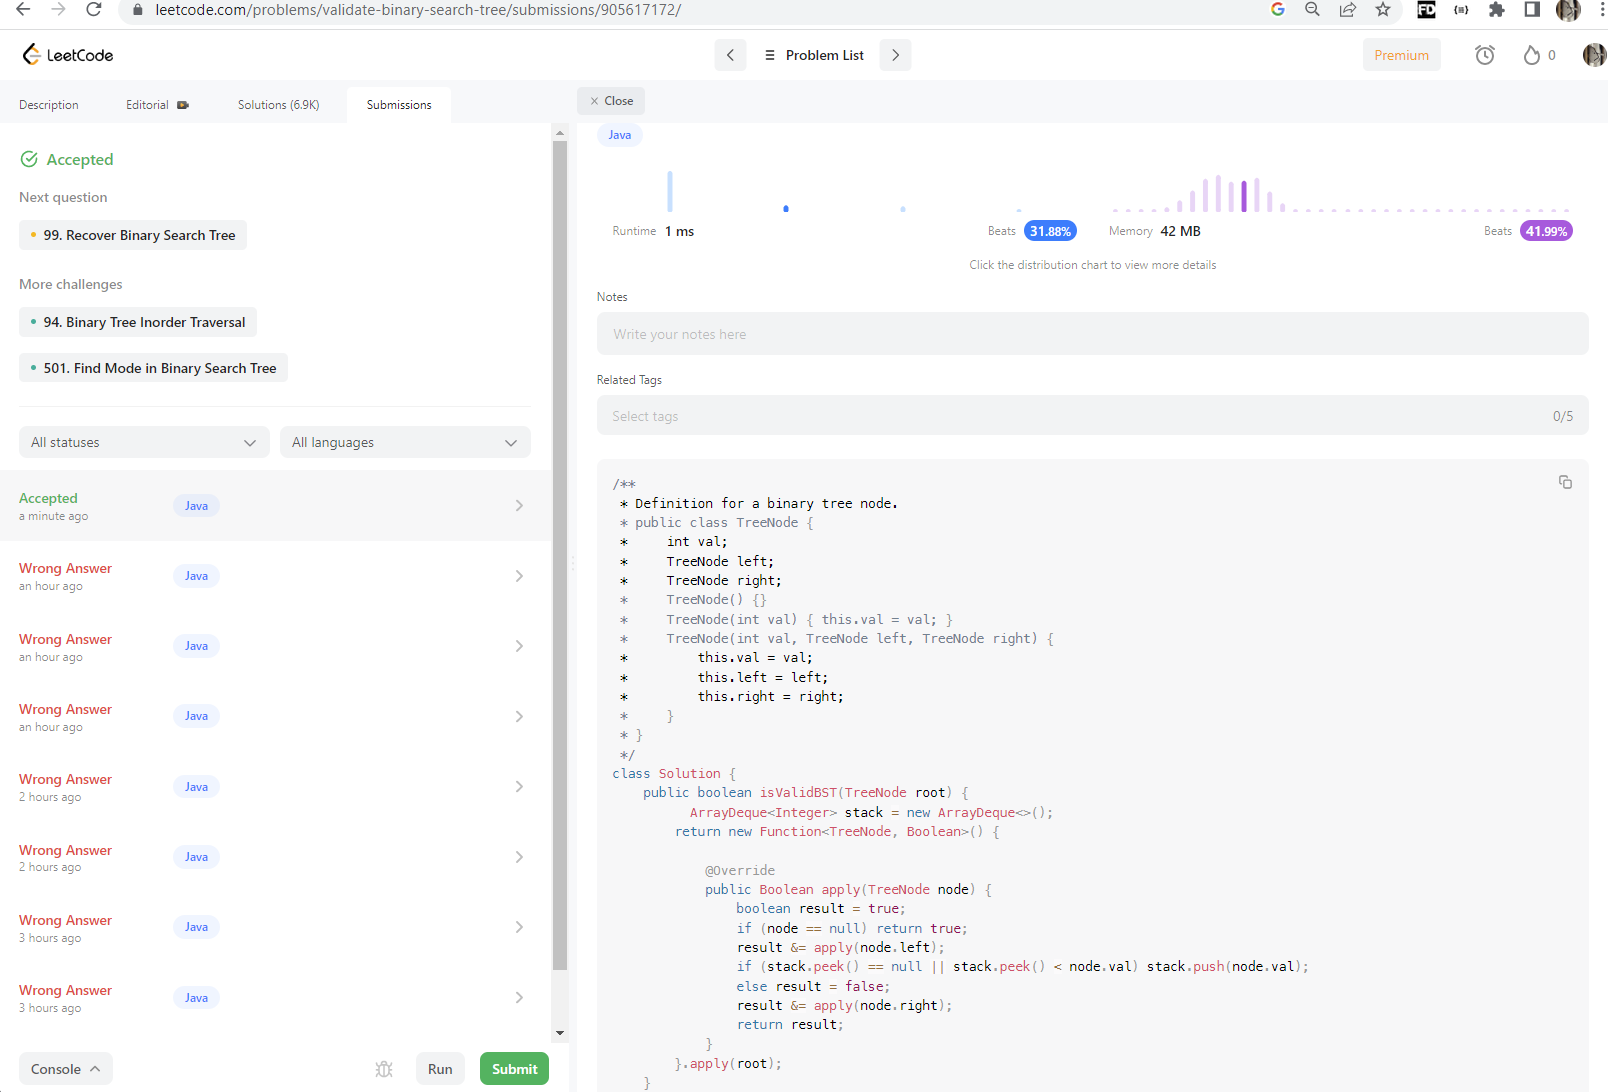 leetcode.com/problems/validate-binary-search-tree/submissions/905617172/
LeetCode
Problem List
Premium
0
Description
Editorial
Solutions (6.9K)
Submissions
Accepted
Next question
99. Recover Binary Search Tree
More challenges
94. Binary Tree Inorder Traversal
501. Find Mode in Binary Search Tree
All statuses
All languages
Accepted
a minute ago
Java
Wrong Answer
an hour ago
Java
Wrong Answer
an hour ago
Java
Wrong Answer
an hour ago
Java
Wrong Answer
2 hours ago
Java
Wrong Answer
2 hours ago
Java
Wrong Answer
3 hours ago
Java
Wrong Answer
3 hours ago
Java
Console
Run
Submit
× Close
Java
Runtime 1 ms
Beats 31.88%
Memory 42 MB
Beats 41.99%
Click the distribution chart to view more details
Notes
Write your notes here
Related Tags
Select tags
0/5
/**
 * Definition for a binary tree node.
 * public class TreeNode {
 *     int val;
 *     TreeNode left;
 *     TreeNode right;
 *     TreeNode() {}
 *     TreeNode(int val) { this.val = val; }
 *     TreeNode(int val, TreeNode left, TreeNode right) {
 *         this.val = val;
 *         this.left = left;
 *         this.right = right;
 *     }
 * }
 */
class Solution {
    public boolean isValidBST(TreeNode root) {
          ArrayDeque<Integer> stack = new ArrayDeque<>();
        return new Function<TreeNode, Boolean>() {
            @Override
            public Boolean apply(TreeNode node) {
                boolean result = true;
                if (node == null) return true;
                result &= apply(node.left);
                if (stack.peek() == null || stack.peek() < node.val) stack.push(node.val);
                else result = false;
                result &= apply(node.right);
                return result;
            }
        }.apply(root);
    }